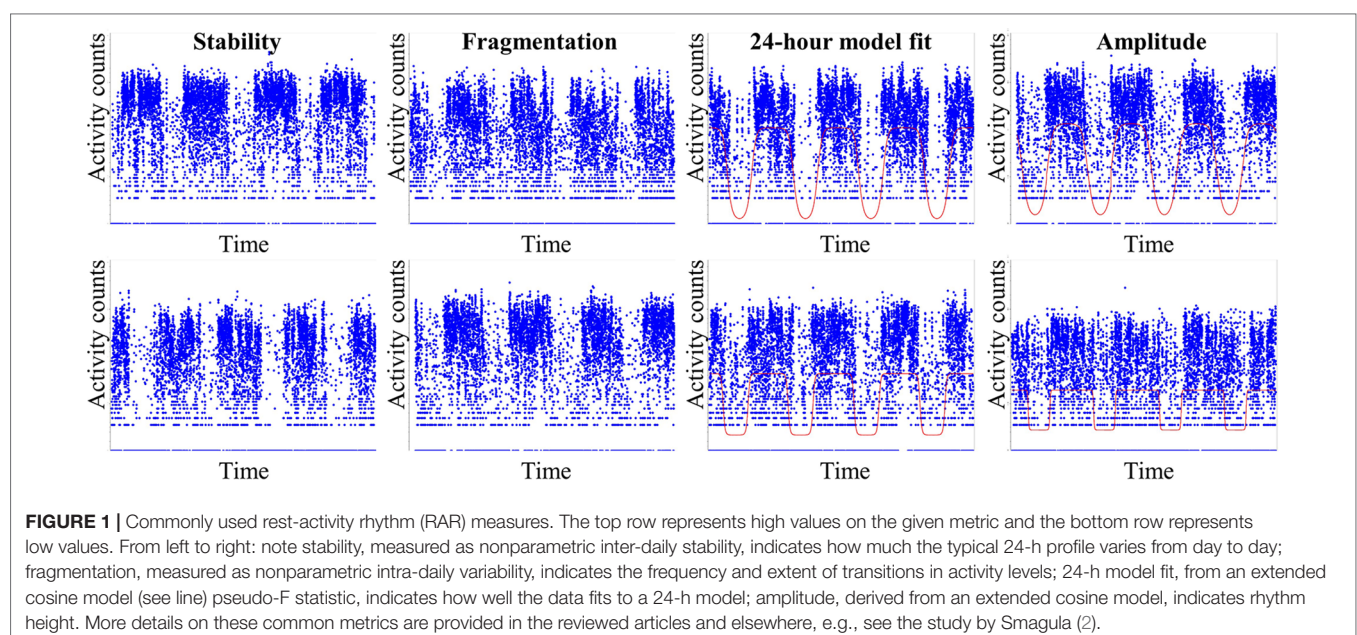 Stability
Fragmentation
24-hour model fit
Amplitude
Activity counts
Activity counts
Activity counts
Activity counts
Time
Time
Time
Time
Activity counts
Activity counts
Activity counts
Activity counts
Time
Time
Time
Time
FIGURE 1 | Commonly used rest-activity rhythm (RAR) measures. The top row represents high values on the given metric and the bottom row represents
low values. From left to right: note stability, measured as nonparametric inter-daily stability, indicates how much the typical 24-h profile varies from day to day;
fragmentation, measured as nonparametric intra-daily variability, indicates the frequency and extent of transitions in activity levels; 24-h model fit, from an extended
cosine model (see line) pseudo-F statistic, indicates how well the data fits to a 24-h model; amplitude, derived from an extended cosine model, indicates rhythm
height. More details on these common metrics are provided in the reviewed articles and elsewhere, e.g., see the study by Smagula (2).